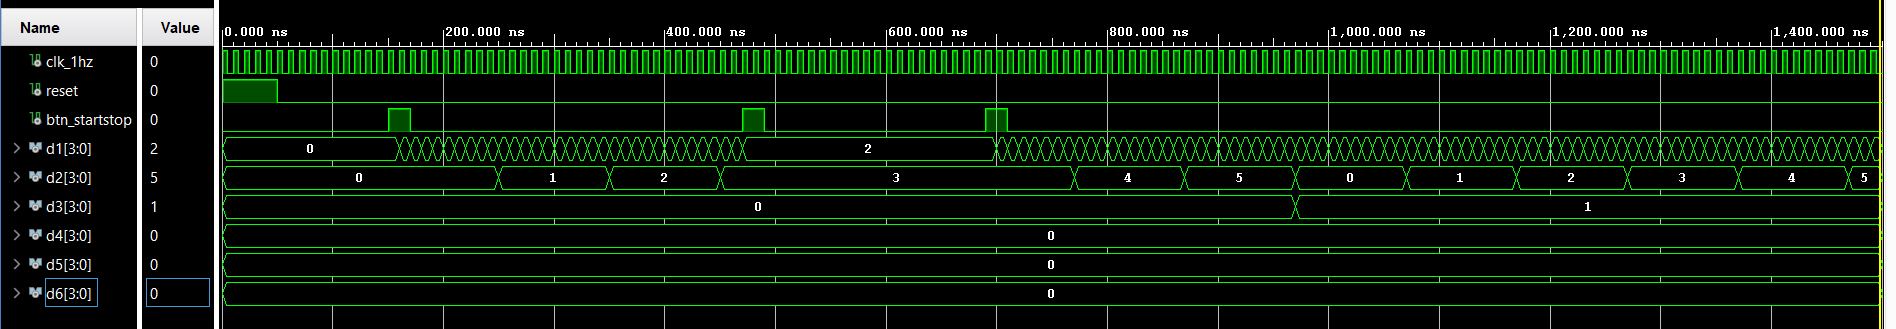 Name Value 0.000 ns 200.000 ns 400.000 ns 600.000 ns 800.000 ns 1,000.000 ns 1,200.000 ns 1,400.000 ns
clk_1hz 0
reset 0
btn_startstop 0
d1[3:0] 2 0 2
d2[3:0] 5 0 1 2 3 4 5 0 1 2 3 4 5
d3[3:0] 1 0 1
d4[3:0] 0 0
d5[3:0] 0 0
d6[3:0] 0 0